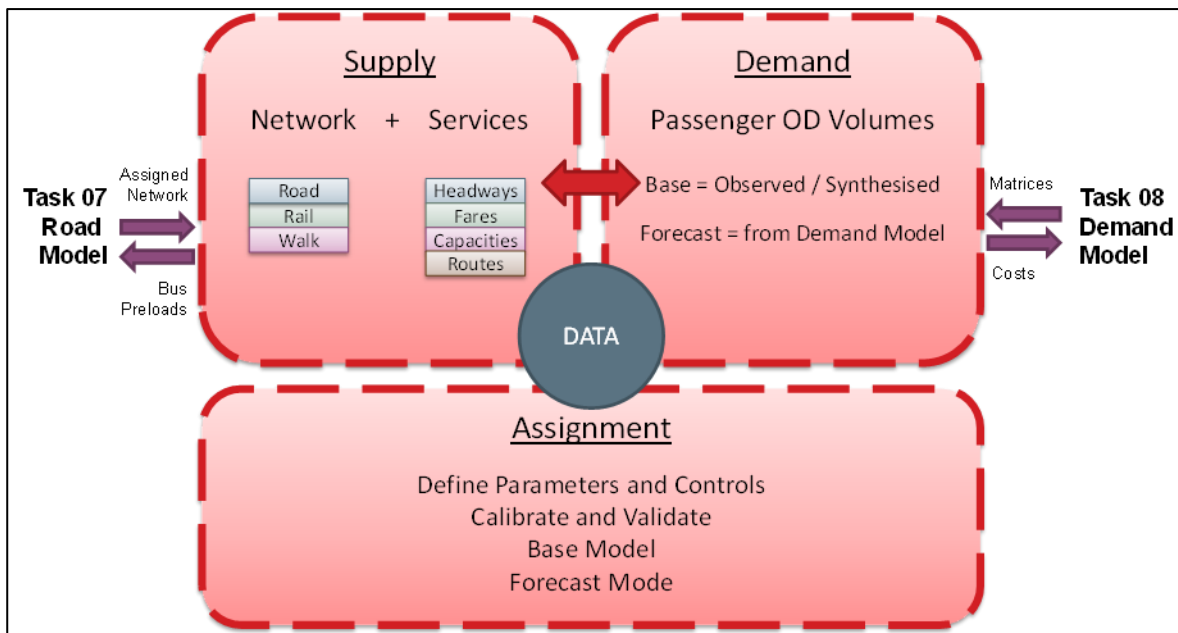 Supply
Network + Services
Road
Rail
Walk
Headways
Fares
Capacities
Routes
Demand
Passenger OD Volumes
Base = Observed / Synthesised
Forecast = from Demand Model
Task 07
Road
Model
Assigned
Network
Bus
Preloads
Matrices
Costs
Task 08
Demand
Model
DATA
Assignment
Define Parameters and Controls
Calibrate and Validate
Base Model
Forecast Mode